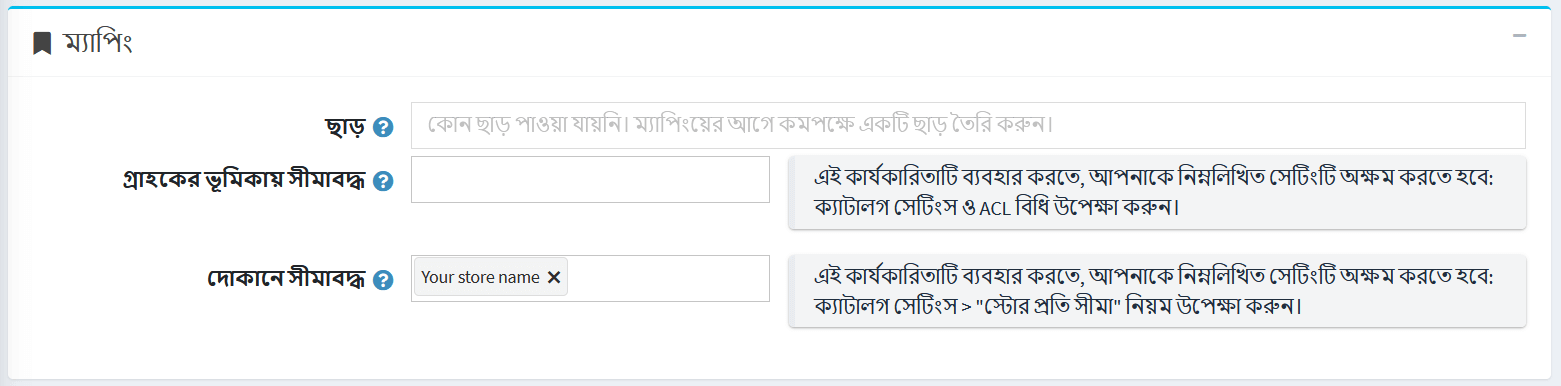 ম্যাপিং
ছাড়
কোন ছাড় পাওয়া যায়নি। ম্যাপিংয়ের আগে কমপক্ষে একটি ছাড় তৈরি করুন।
গ্রাহকের ভূমিকায় সীমাবদ্ধ
এই কার্যকারিতাটি ব্যবহার করতে, আপনাকে নিম্নলিখিত সেটিংটি অক্ষম করতে হবে:
ক্যাটালগ সেটিংস ও ACL বিধি উপেক্ষা করুন।
দোকানে সীমাবদ্ধ
Your store name ×
এই কার্যকারিতাটি ব্যবহার করতে, আপনাকে নিম্নলিখিত সেটিংটি অক্ষম করতে হবে:
ক্যাটালগ সেটিংস > "স্টোর প্রতি সীমা" নিয়ম উপেক্ষা করুন।